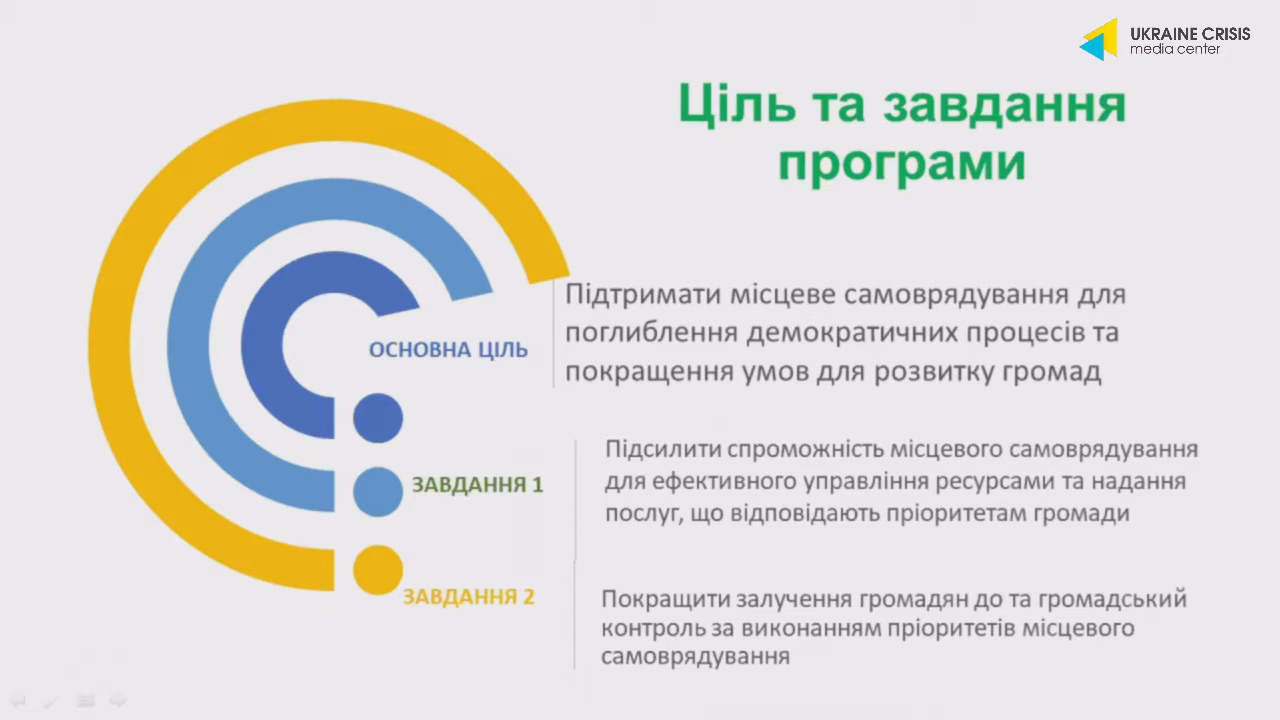 UKRAINE CRISIS
media center
Ціль та завдання
програми
ОСНОВНА ЦІЛЬ
Підтримати місцеве самоврядування для
поглиблення демократичних процесів та
покращення умов для розвитку громад
ЗАВДАННЯ 1
Підсилити спроможність місцевого самоврядування
для ефективного управління ресурсами та надання
послуг, що відповідають пріоритетам громади
ЗАВДАННЯ 2
Покращити залучення громадян до та громадський
контроль за виконанням пріоритетів місцевого
самоврядування